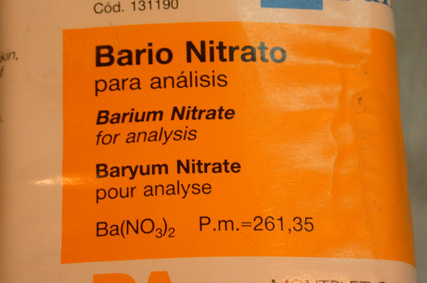 Cód. 131190
Bario Nitrato
para análisis
Barium Nitrate
for analysis
Baryum Nitrate
pour analyse
Ba(NO₃)₂ P.m.=261,35
PA